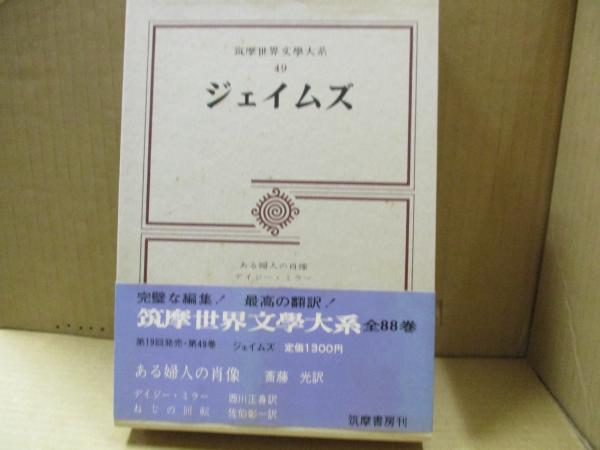 筑摩世界文學大系
49
ジェイムズ
ある婦人の肖像
デイジー・ミラー
完璧な編集! 最高の翻訳!
筑摩世界文學大系 全88巻
第19回発売・第49巻 ジェイムズ 定価1300円
ある婦人の肖像 斎藤 光訳
デイジー・ミラー 西川正身訳
ねじの回転 佐伯彰一訳
筑摩書房刊